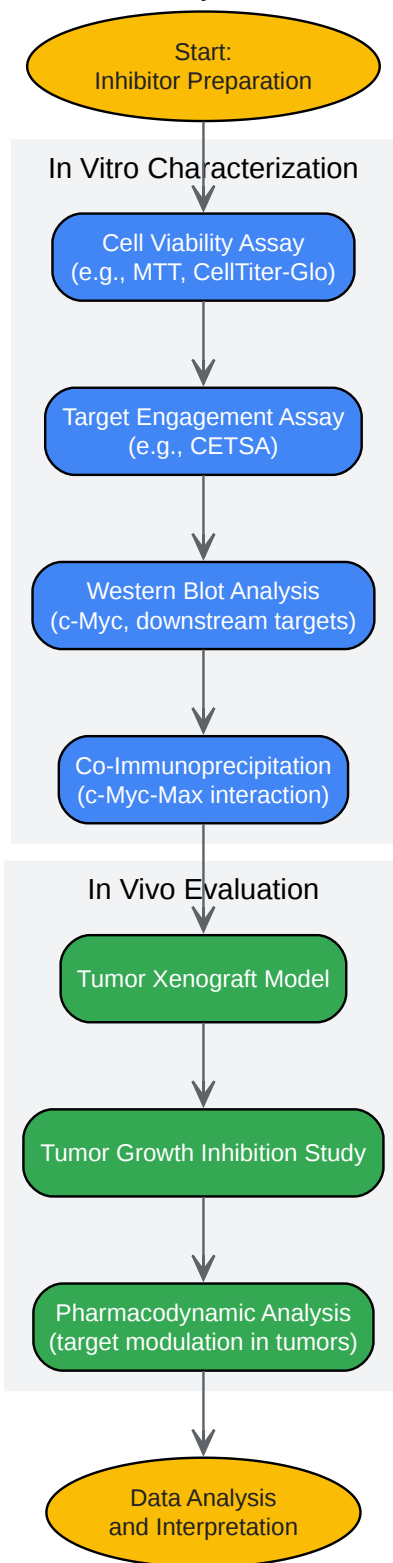 Start:
Inhibitor Preparation
In Vitro Characterization
Cell Viability Assay
(e.g., MTT, CellTiter-Glo)
Target Engagement Assay
(e.g., CETSA)
Western Blot Analysis
(c-Myc, downstream targets)
Co-Immunoprecipitation
(c-Myc-Max interaction)
In Vivo Evaluation
Tumor Xenograft Model
Tumor Growth Inhibition Study
Pharmacodynamic Analysis
(target modulation in tumors)
Data Analysis
and Interpretation